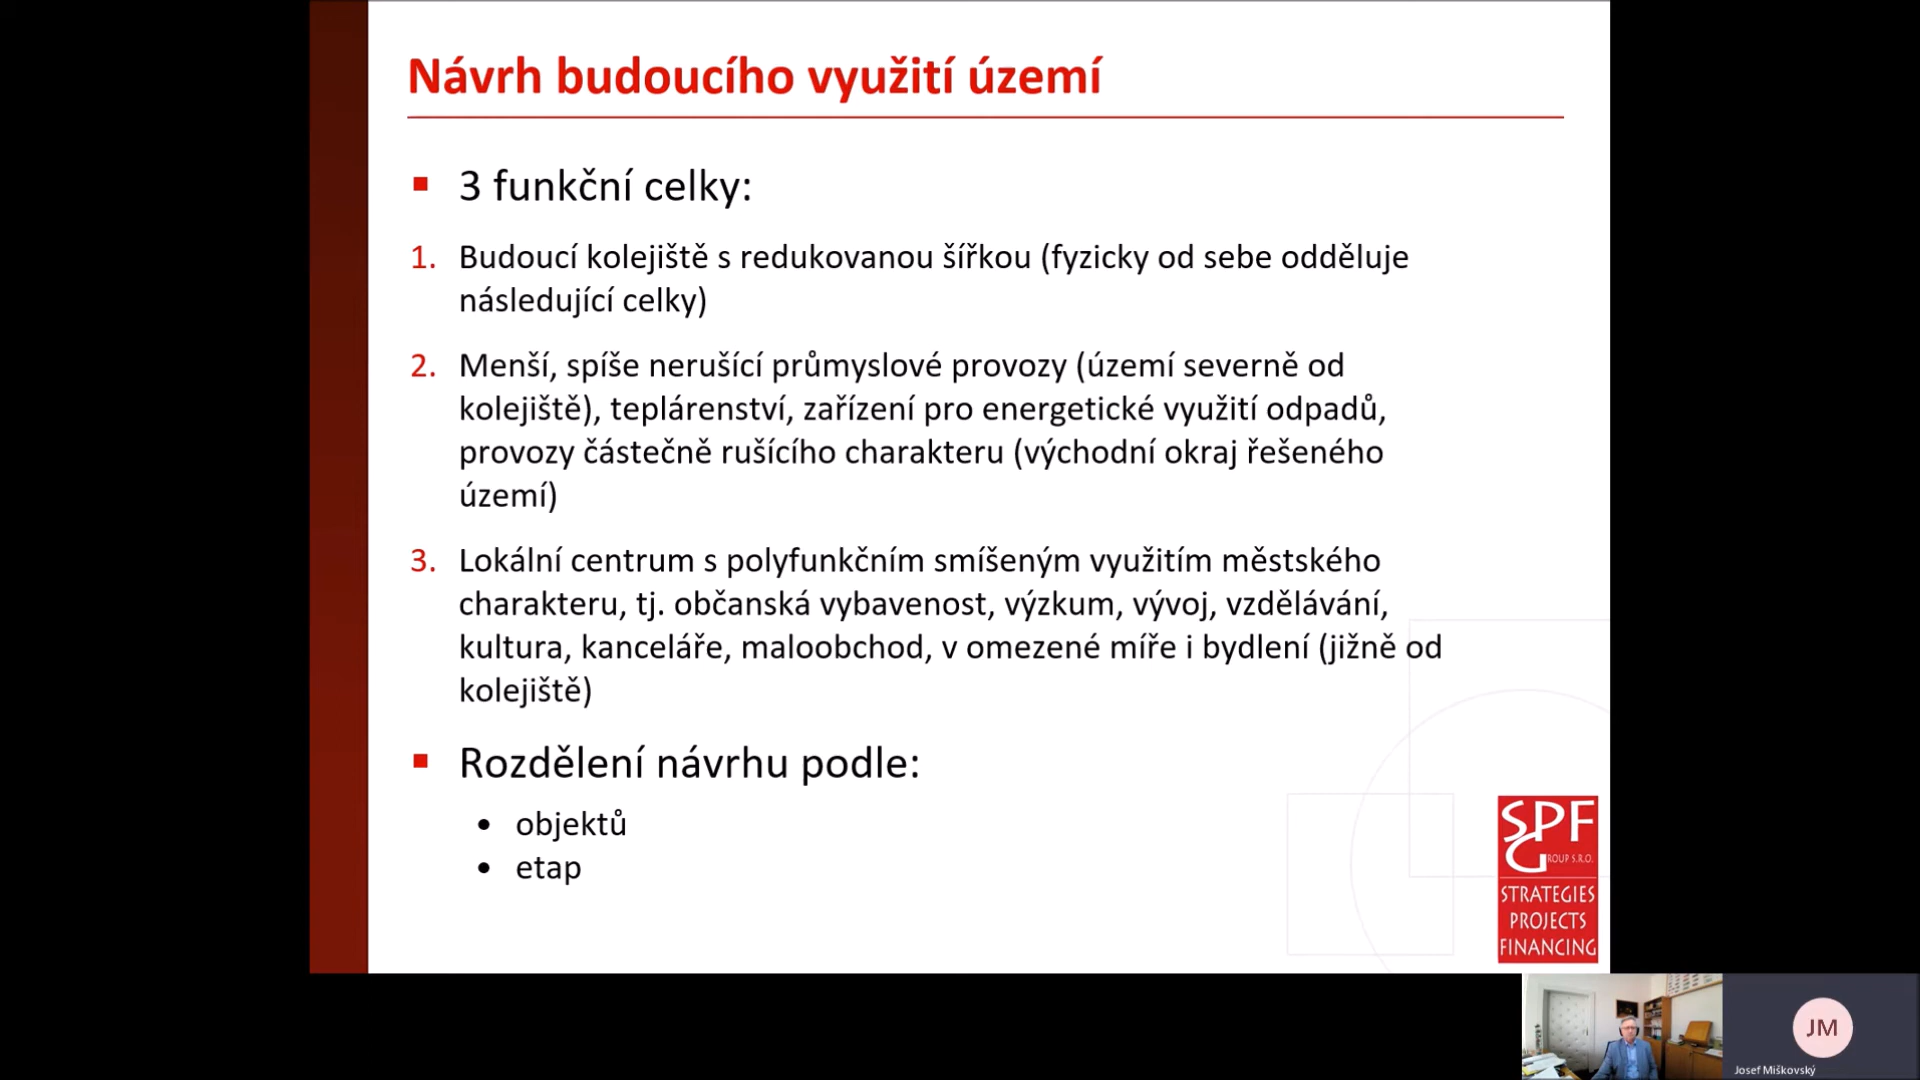 Návrh budoucího využití území
3 funkční celky:
1. Budoucí kolejiště s redukovanou šířkou (fyzicky od sebe odděluje
následující celky)
2. Menší, spíše nerušící průmyslové provozy (území severně od
kolejiště), teplárenství, zařízení pro energetické využití odpadů,
provozy částečně rušícího charakteru (východní okraj řešeného
území)
3. Lokální centrum s polyfunkčním smíšeným využitím městského
charakteru, tj. občanská vybavenost, výzkum, vývoj, vzdělávání,
kultura, kanceláře, maloobchod, v omezené míře i bydlení (jižně od
kolejiště)
Rozdělení návrhu podle:
• objektů
• etap
SPF
GROUP S.R.O.
STRATEGIES
PROJECTS
FINANCING
JM
Josef Miškovský